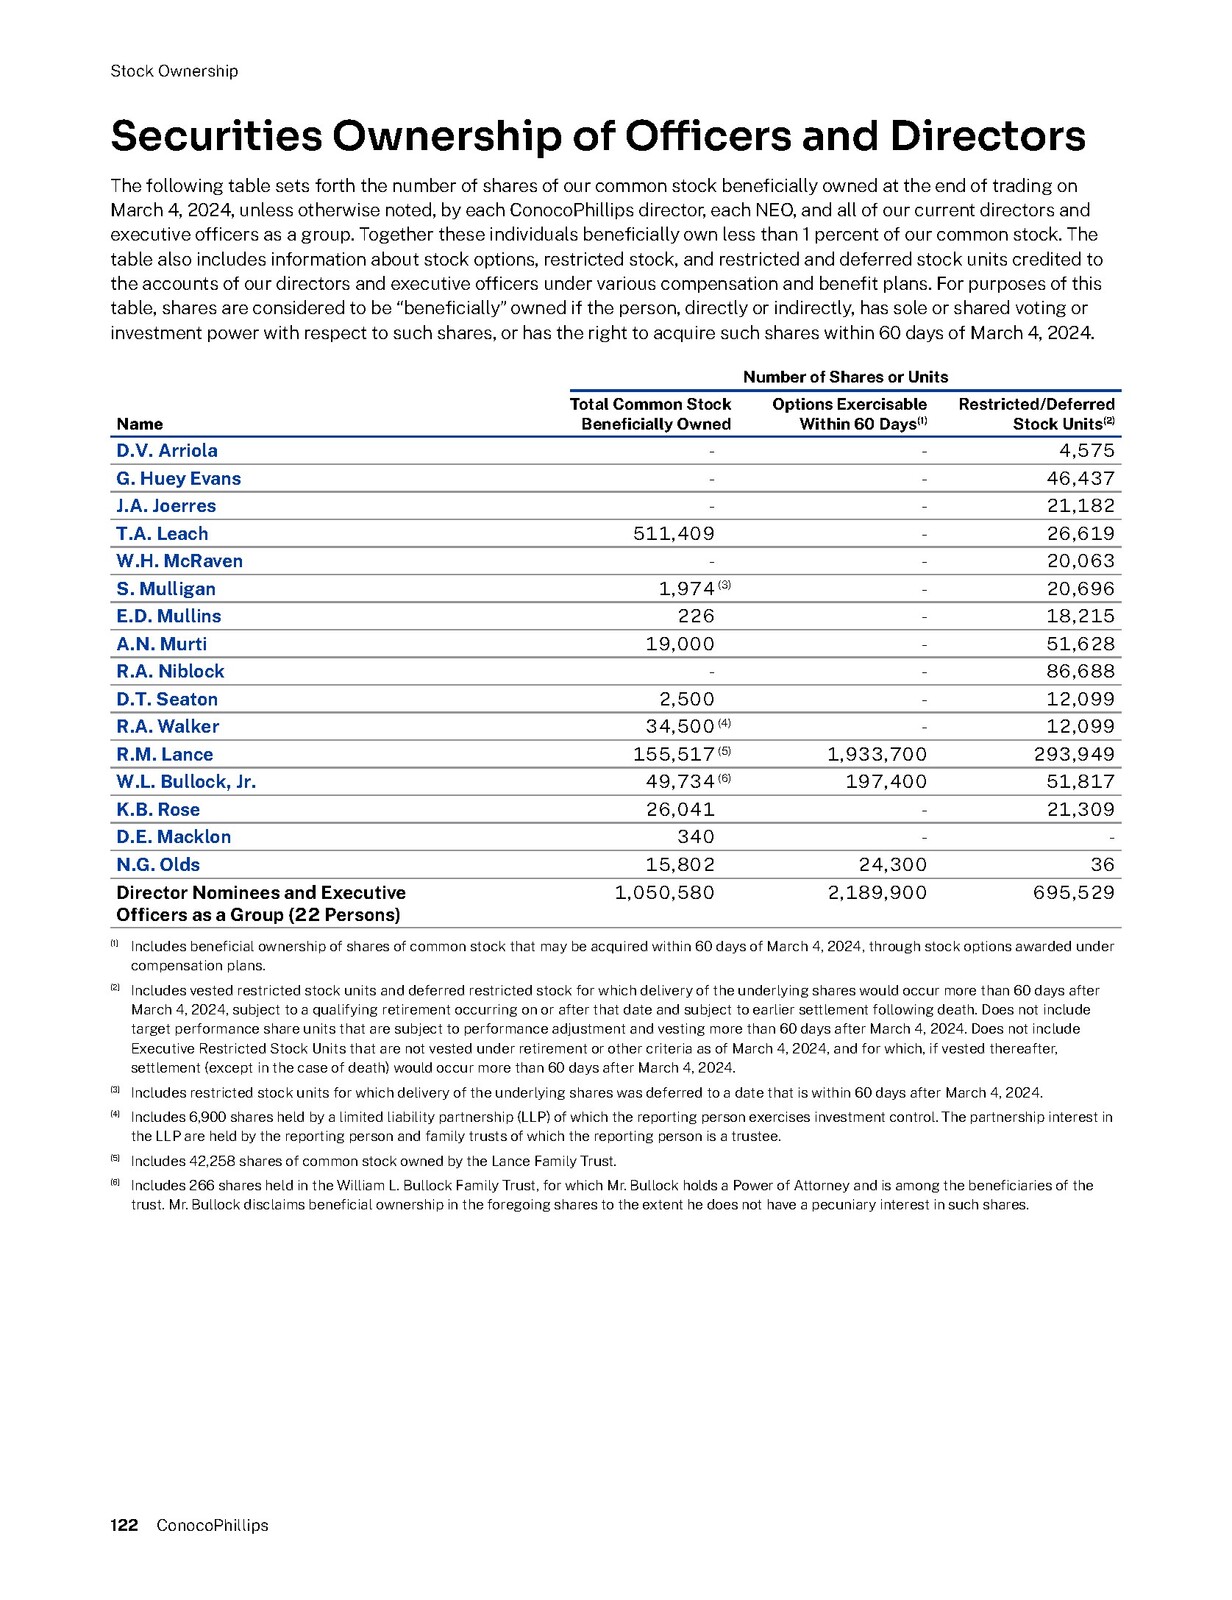 Stock Ownership
Securities Ownership of Officers and Directors
The following table sets forth the number of shares of our common stock beneficially owned at the end of trading on
March 4, 2024, unless otherwise noted, by each ConocoPhillips director, each NEO, and all of our current directors and
executive officers as a group. Together these individuals beneficially own less than 1 percent of our common stock. The
table also includes information about stock options, restricted stock, and restricted and deferred stock units credited to
the accounts of our directors and executive officers under various compensation and benefit plans. For purposes of this
table, shares are considered to be “beneficially” owned if the person, directly or indirectly, has sole or shared voting or
investment power with respect to such shares, or has the right to acquire such shares within 60 days of March 4, 2024.
Number of Shares or Units
Name Total Common Stock Beneficially Owned Options Exercisable Within 60 Days(1) Restricted/Deferred Stock Units(2)
D.V. Arriola - - 4,575
G. Huey Evans - - 46,437
J.A. Joerres - - 21,182
T.A. Leach 511,409 - 26,619
W.H. McRaven - - 20,063
S. Mulligan 1,974(3) - 20,696
E.D. Mullins 226 - 18,215
A.N. Murti 19,000 - 51,628
R.A. Niblock - - 86,688
D.T. Seaton 2,500 - 12,099
R.A. Walker 34,500(4) - 12,099
R.M. Lance 155,517(5) 1,933,700 293,949
W.L. Bullock, Jr. 49,734(6) 197,400 51,817
K.B. Rose 26,041 - 21,309
D.E. Macklon 340 - -
N.G. Olds 15,802 24,300 36
Director Nominees and Executive 1,050,580 2,189,900 695,529
Officers as a Group (22 Persons)
(1) Includes beneficial ownership of shares of common stock that may be acquired within 60 days of March 4, 2024, through stock options awarded under
compensation plans.
(2) Includes vested restricted stock units and deferred restricted stock for which delivery of the underlying shares would occur more than 60 days after
March 4, 2024, subject to a qualifying retirement occurring on or after that date and subject to earlier settlement following death. Does not include
target performance share units that are subject to performance adjustment and vesting more than 60 days after March 4, 2024. Does not include
Executive Restricted Stock Units that are not vested under retirement or other criteria as of March 4, 2024, and for which, if vested thereafter,
settlement (except in the case of death) would occur more than 60 days after March 4, 2024.
(3) Includes restricted stock units for which delivery of the underlying shares was deferred to a date that is within 60 days after March 4, 2024.
(4) Includes 6,900 shares held by a limited liability partnership (LLP) of which the reporting person exercises investment control. The partnership interest in
the LLP are held by the reporting person and family trusts of which the reporting person is a trustee.
(5) Includes 42,258 shares of common stock owned by the Lance Family Trust.
(6) Includes 266 shares held in the William L. Bullock Family Trust, for which Mr. Bullock holds a Power of Attorney and is among the beneficiaries of the
trust. Mr. Bullock disclaims beneficial ownership in the foregoing shares to the extent he does not have a pecuniary interest in such shares.
122 ConocoPhillips